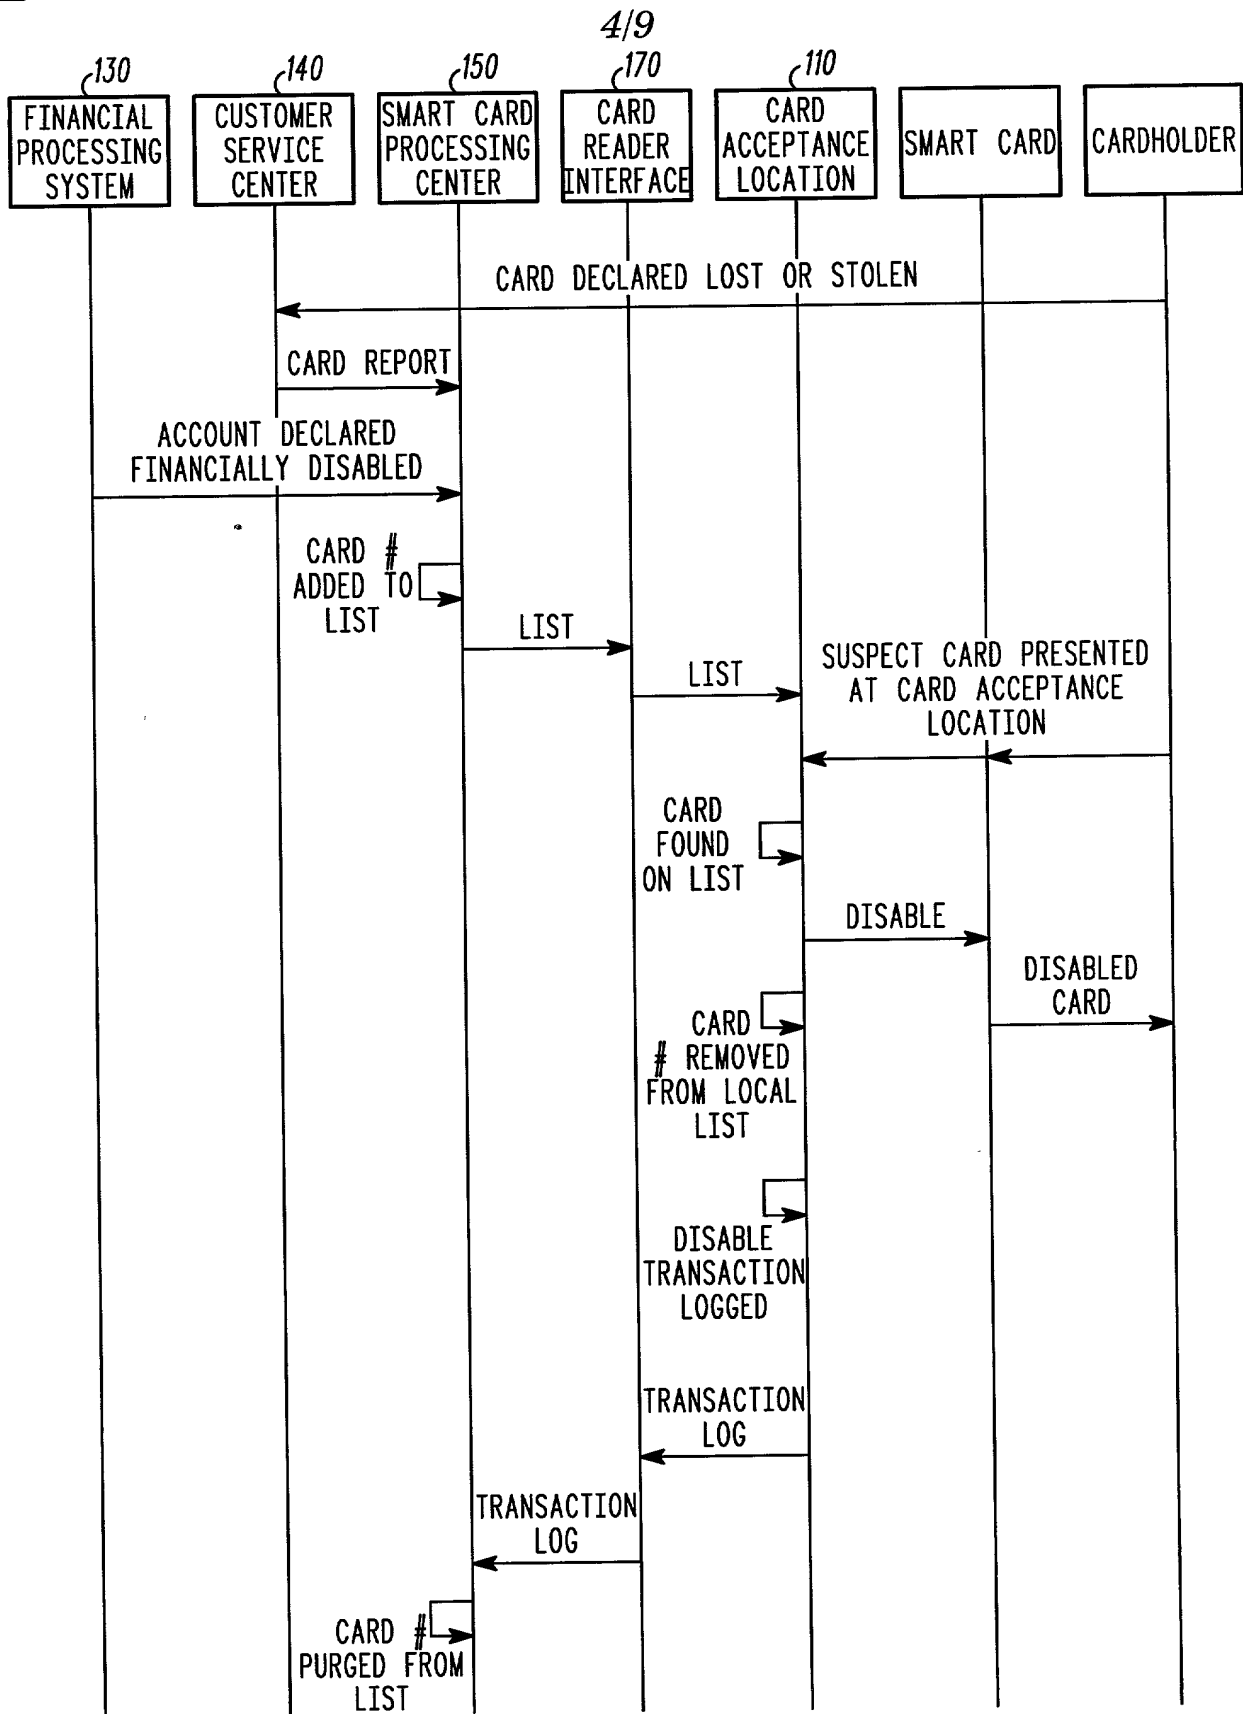 4/9
130
140
150
170
110
FINANCIAL
PROCESSING
SYSTEM
CUSTOMER
SERVICE
CENTER
SMART CARD
PROCESSING
CENTER
CARD
READER
INTERFACE
CARD
ACCEPTANCE
LOCATION
SMART CARD
CARDHOLDER
CARD DECLARED LOST OR STOLEN
CARD REPORT
ACCOUNT DECLARED
FINANCIALLY DISABLED
CARD #
ADDED TO
LIST
LIST
LIST
SUSPECT CARD PRESENTED
AT CARD ACCEPTANCE
LOCATION
CARD
FOUND
ON LIST
DISABLE
DISABLED
CARD
CARD
# REMOVED
FROM LOCAL
LIST
DISABLE
TRANSACTION
LOGGED
TRANSACTION
LOG
TRANSACTION
LOG
CARD #
PURGED FROM
LIST